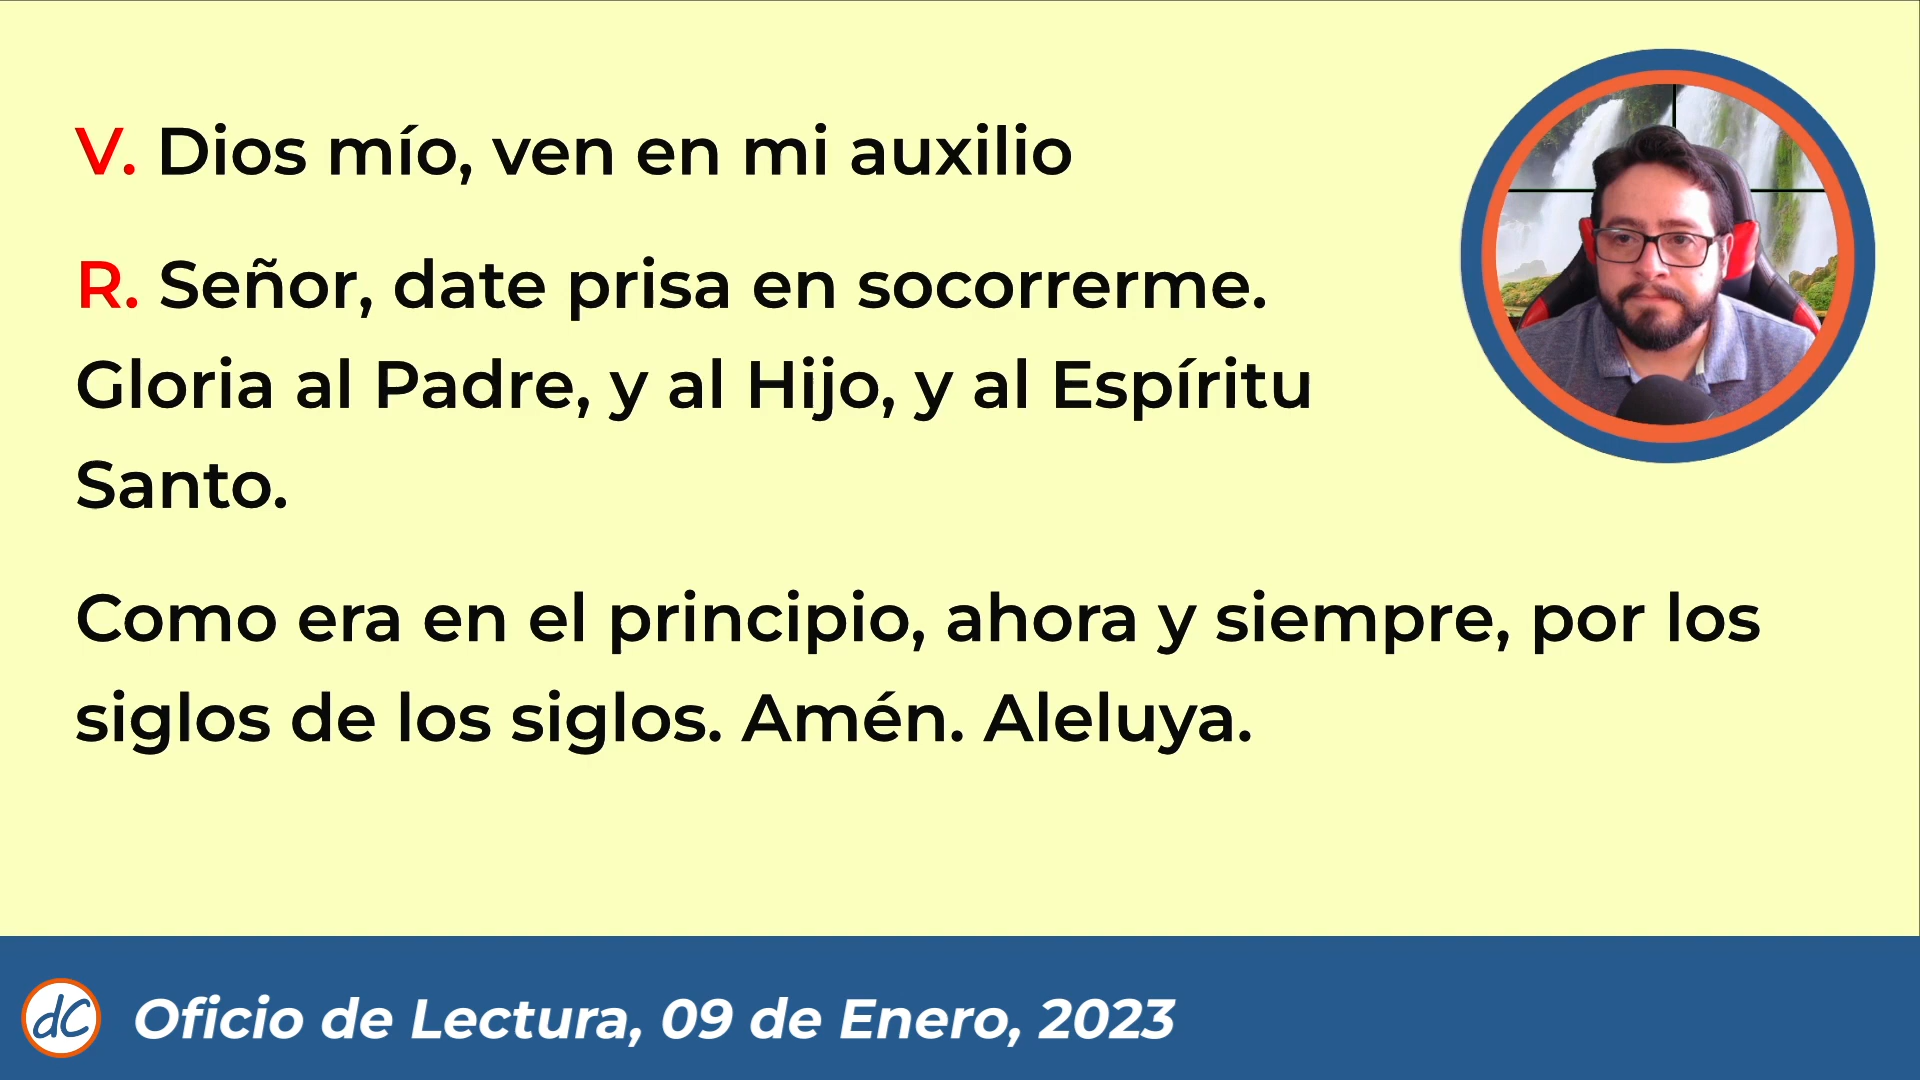 V. Dios mío, ven en mi auxilio
R. Señor, date prisa en socorrerme.
Gloria al Padre, y al Hijo, y al Espíritu
Santo.
Como era en el principio, ahora y siempre, por los
siglos de los siglos. Amén. Aleluya.
dC Oficio de Lectura, 09 de Enero, 2023